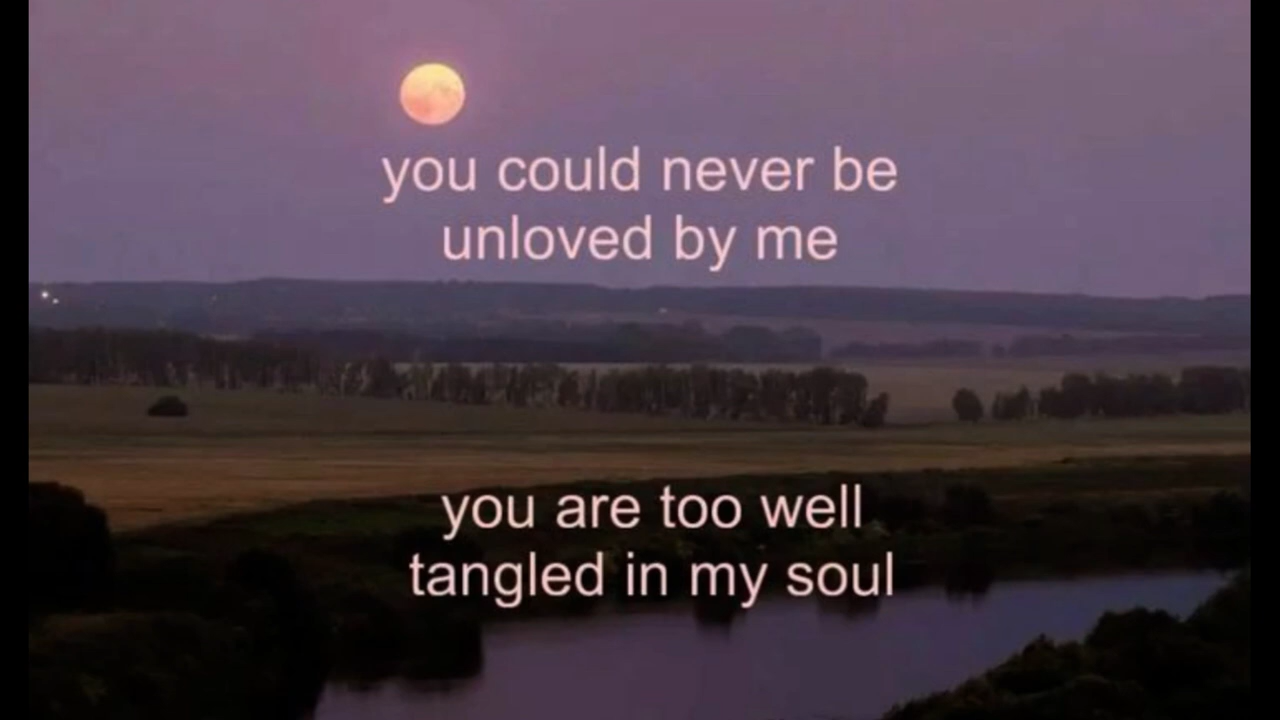 you could never be
unloved by me
you are too well
tangled in my soul